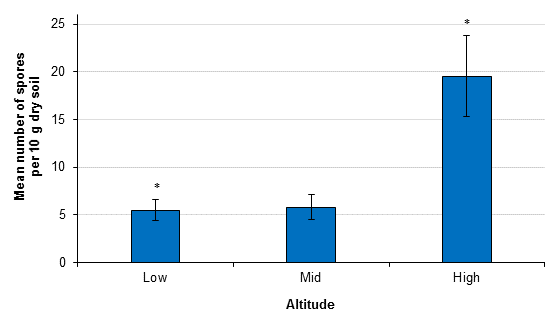 25
20
15
10
5
0
Mean number of spores
per 10 g dry soil
*
*
Low
Mid
High
Altitude